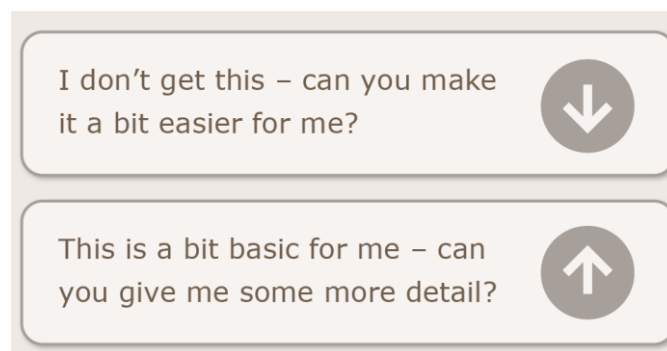 I don’t get this – can you make
it a bit easier for me?
This is a bit basic for me – can
you give me some more detail?